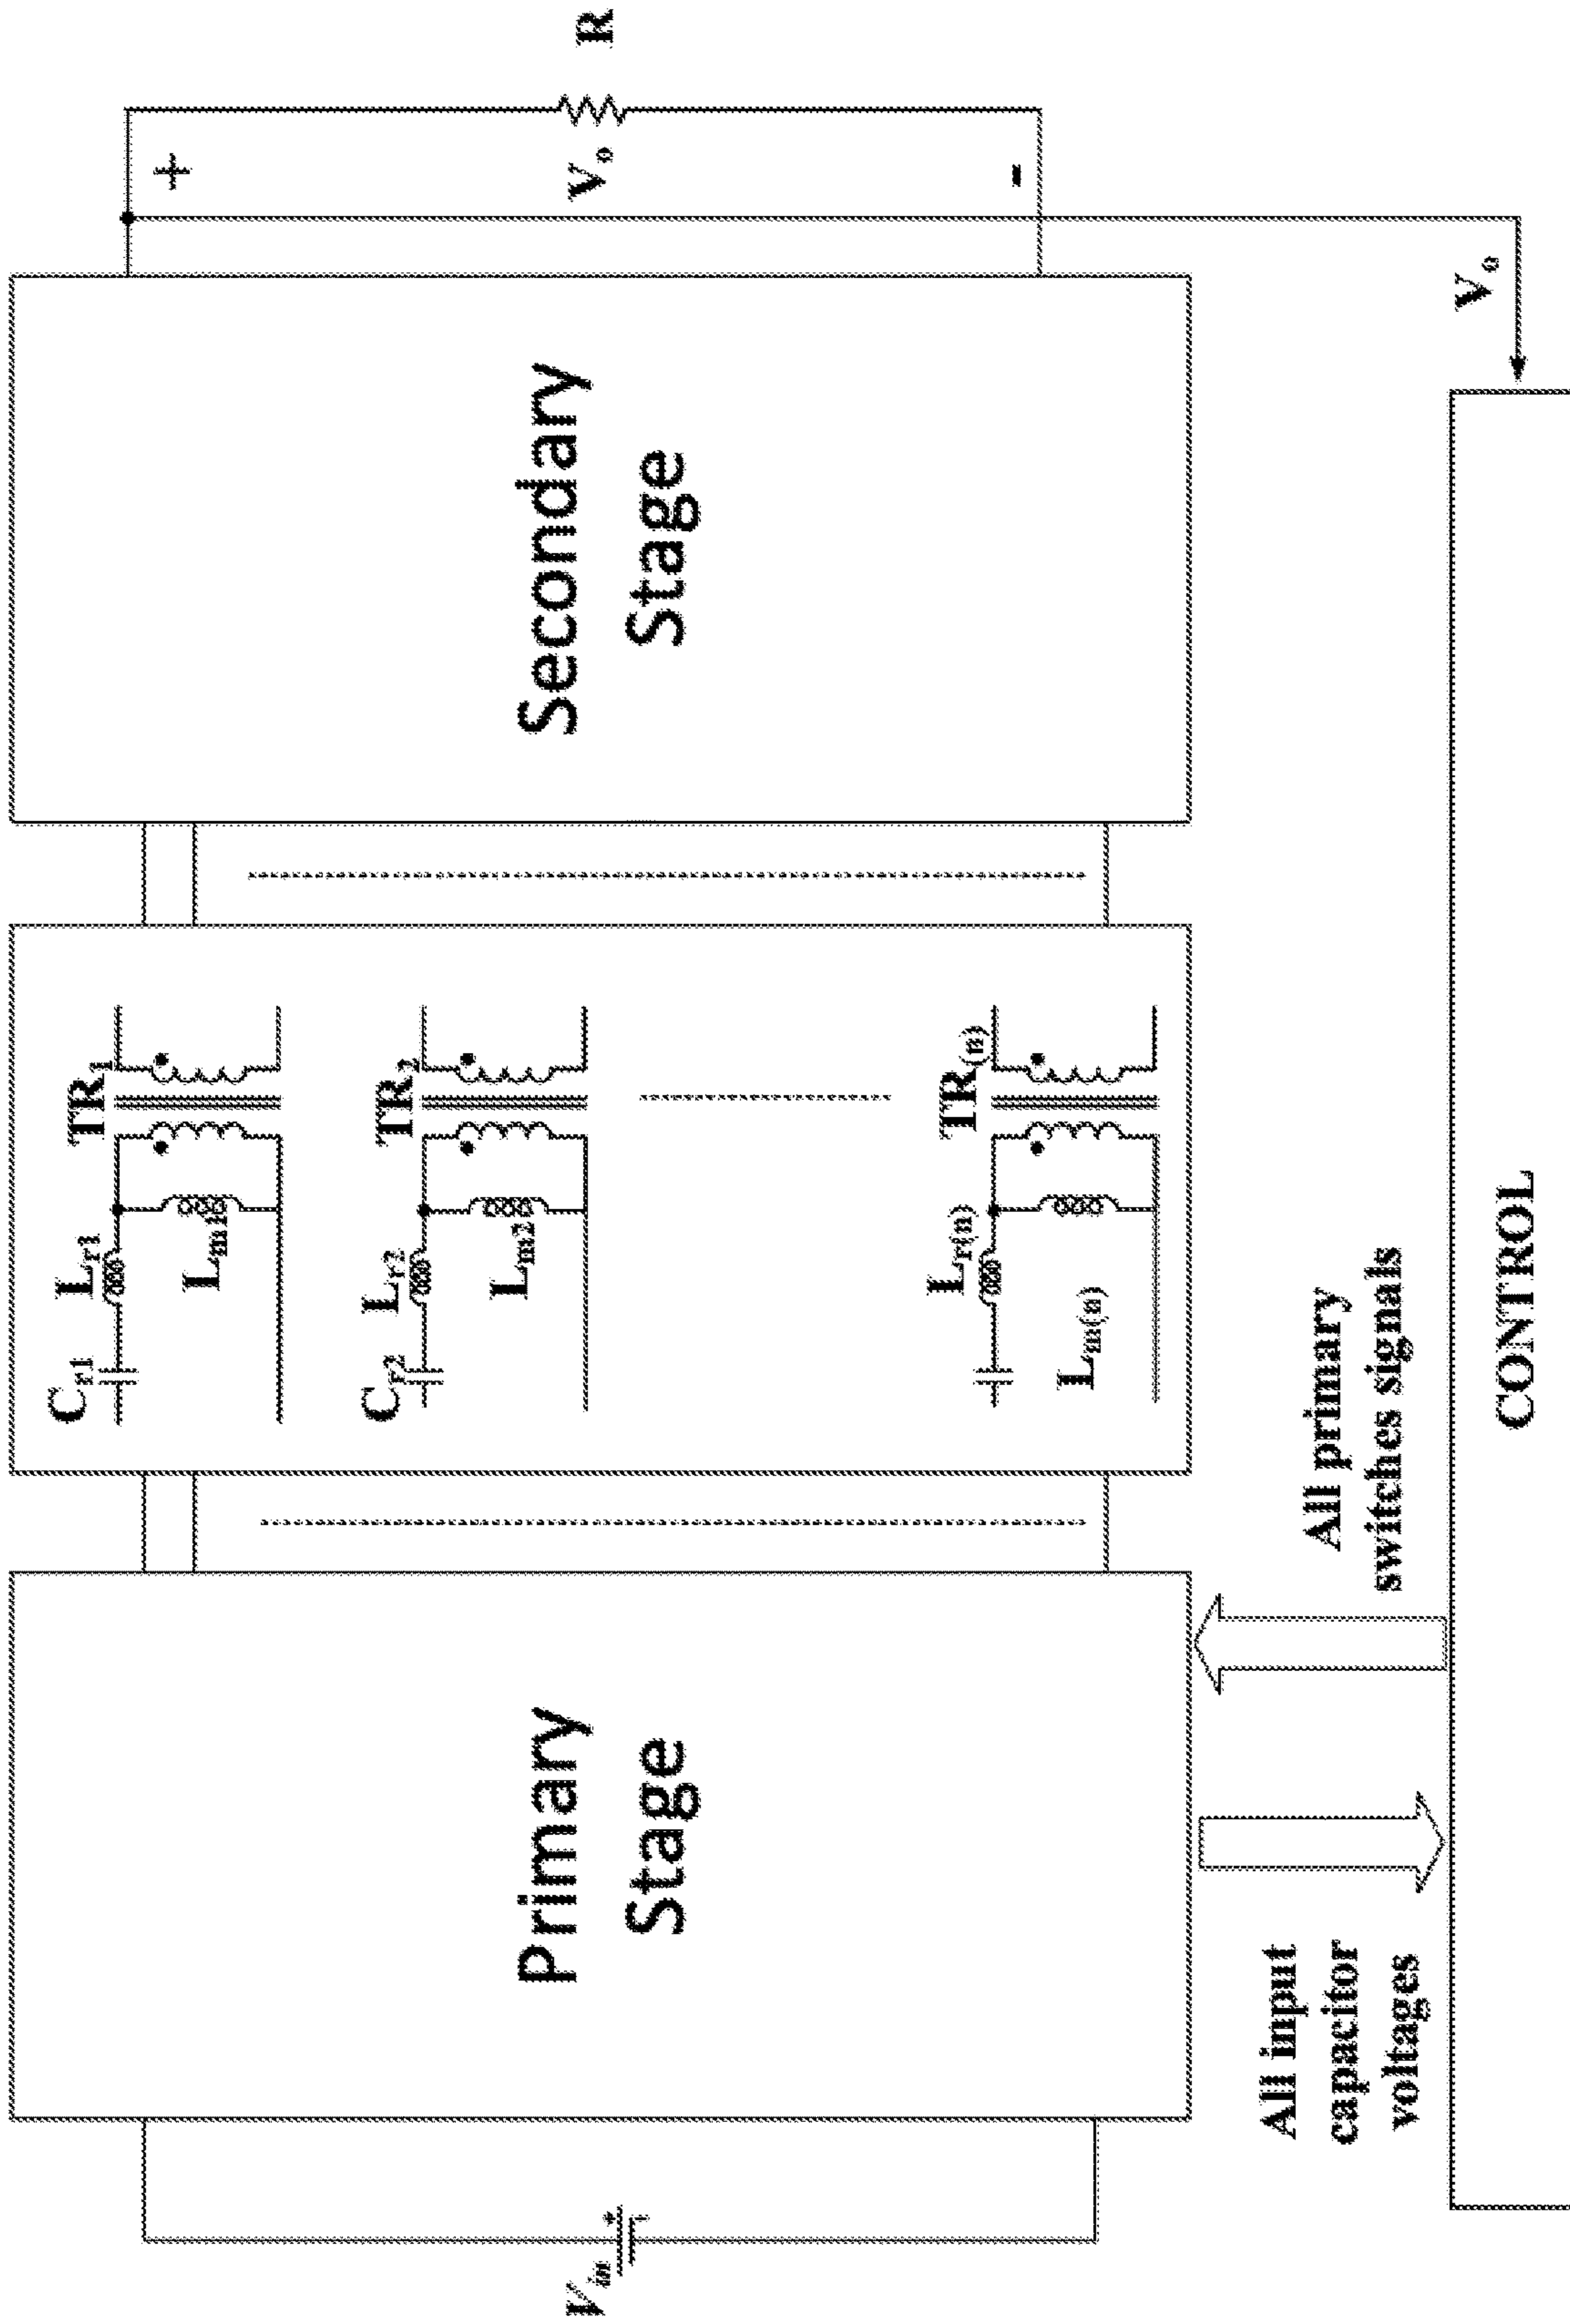 V_in
Primary
Stage
C_r1
L_r1
L_m1
TR_1
C_r2
L_r2
L_m2
TR_2
L_r(n)
L_m(n)
TR_(n)
Secondary
Stage
+
V_o
-
R
All input
capacitor
voltages
All primary
switches signals
V_o
CONTROL